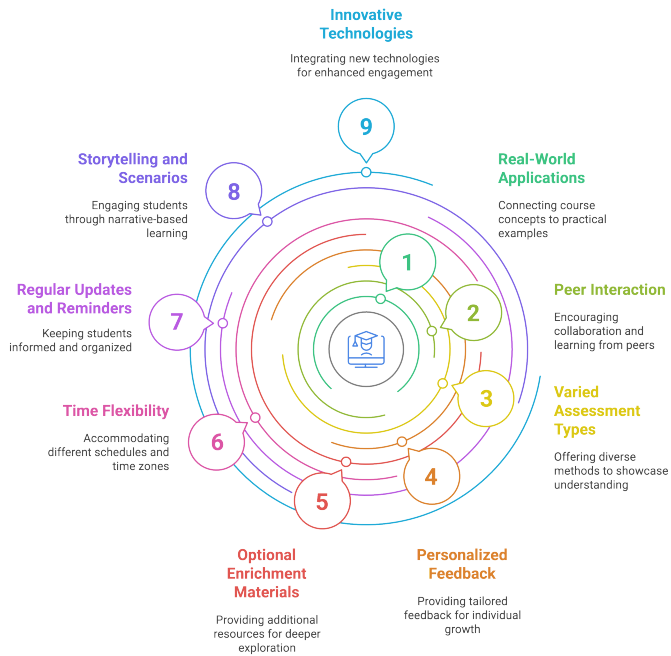 Innovative
Technologies
Integrating new technologies
for enhanced engagement
9
Storytelling and
Scenarios
Engaging students
through narrative-based
learning
8
Real-World
Applications
Connecting course
concepts to practical
examples
1
Regular Updates
and Reminders
Keeping students
informed and organized
7
Peer Interaction
Encouraging
collaboration and
learning from peers
2
Time Flexibility
Accommodating
different schedules and
time zones
6
Varied
Assessment
Types
Offering diverse
methods to showcase
understanding
3
5
4
Optional
Enrichment
Materials
Providing additional
resources for deeper
exploration
Personalized
Feedback
Providing tailored
feedback for individual
growth